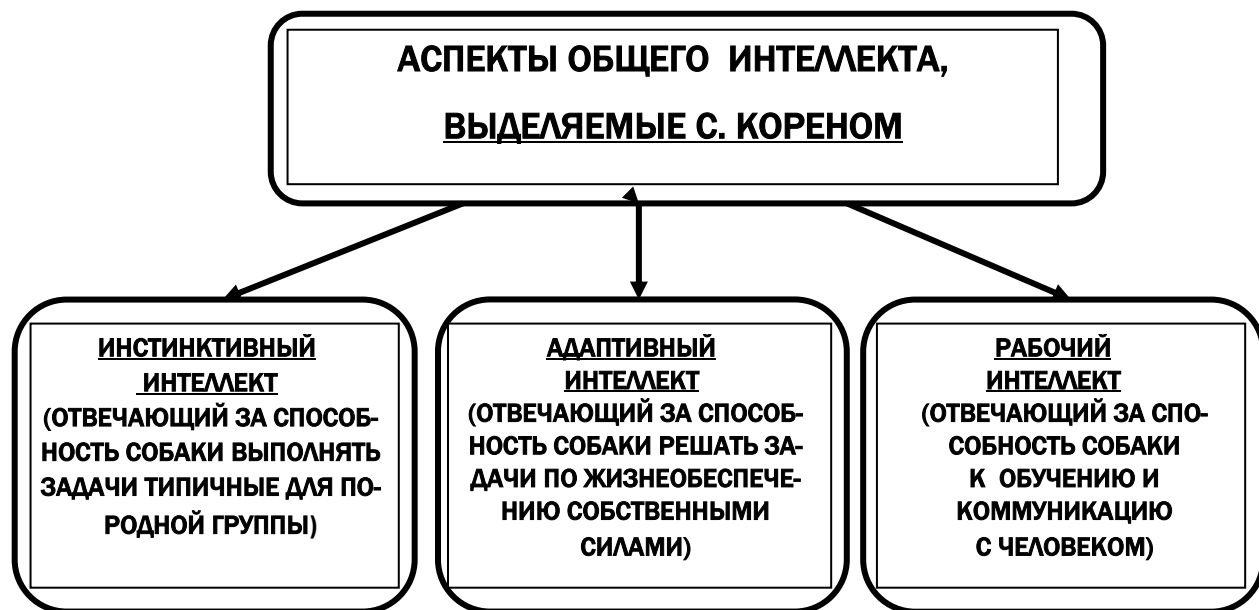 АСПЕКТЫ ОБЩЕГО ИНТЕЛЛЕКТА,
ВЫДЕЛЯЕМЫЕ С. КОРЕНОМ
ИНСТИНКТИВНЫЙ
ИНТЕЛЛЕКТ
(ОТВЕЧАЮЩИЙ ЗА СПОСОБ-
НОСТЬ СОБАКИ ВЫПОЛНЯТЬ
ЗАДАЧИ ТИПИЧНЫЕ ДЛЯ ПО-
РОДНОЙ ГРУППЫ)
АДАПТИВНЫЙ
ИНТЕЛЛЕКТ
(ОТВЕЧАЮЩИЙ ЗА СПОСОБ-
НОСТЬ СОБАКИ РЕШАТЬ ЗА-
ДАЧИ ПО ЖИЗНЕОБЕСПЕЧЕ-
НИЮ СОБСТВЕННЫМИ
СИЛАМИ)
РАБОЧИЙ
ИНТЕЛЛЕКТ
(ОТВЕЧАЮЩИЙ ЗА СПО-
СОБНОСТЬ СОБАКИ
К ОБУЧЕНИЮ И
КОММУНИКАЦИЮ
С ЧЕЛОВЕКОМ)